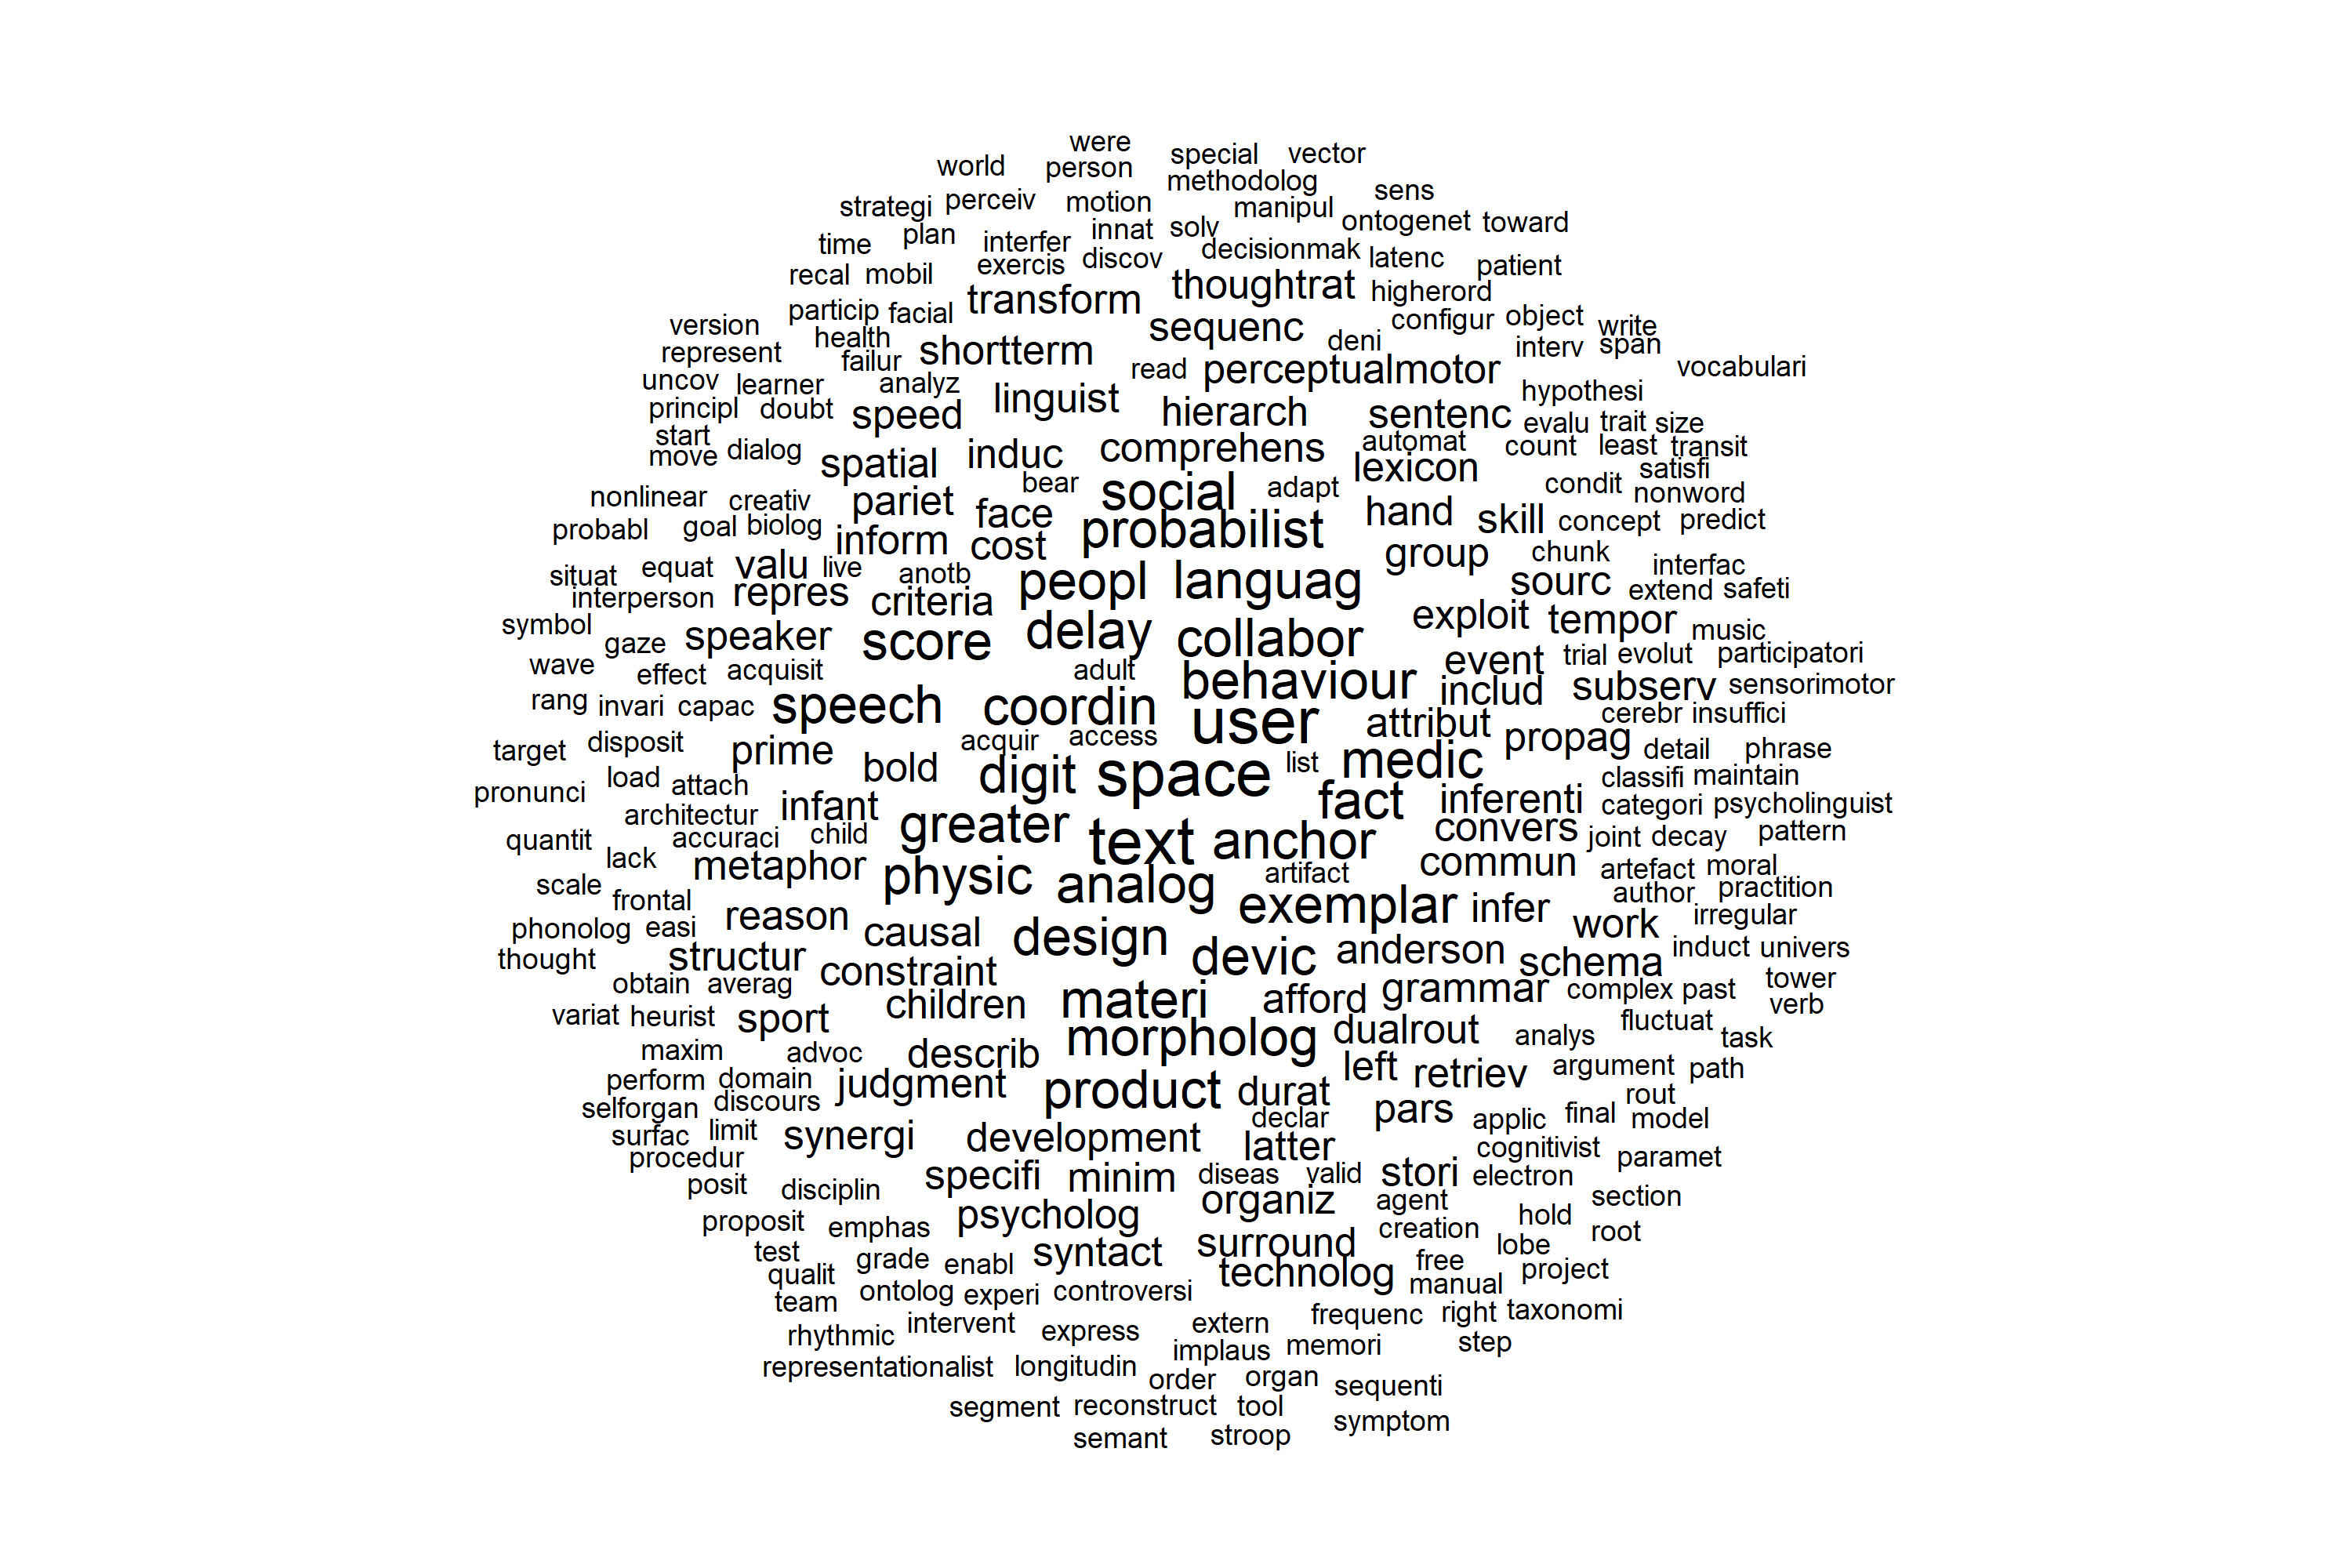 were
world person special vector
methodolog sens
strategi perceiv motion manipul ontogenet toward
time plan interfer innat solv decisionmak latenc patient
recal mobil exercis discov
transform thoughtrat higherord
version particip facial sequenc configur object write
represent health failur shortterm deni interv span
uncov learner analyz read perceptualmotor vocabulari
principl doubt speed linguist hierarch sentenc hypothesi
start evalu trait size
move dialog spatial induc comprehens automat count least transit
bear lexicon satisfi
nonlinear creativ pariet social adapt condit nonword
probabl goal biolog face probabilist hand skill concept predict
inform cost group chunk
situat equat valu live anotb peopl languag sourc interfac
interperson repres criteria extend safeti
symbol gaze speaker score delay collabor exploit tempor music
wave effect acquisit adult event trial evolut participatori
rang invari capac speech coordin behaviour includ subserv sensorimotor
user attribut cerebr insuffici
target disposit prime acquir access propag detail phrase
pronunci load attach bold digit space list medic classifi maintain
architectur infant fact inferenti categori psycholinguist
quantit accuraci child greater text anchor convers joint decay pattern
lack metaphor physic analog artifact commun artefact moral
scale frontal exemplar infer author practition
phonolog easi reason causal design work irregular
thought structur constraint devic anderson schema induct univers
obtain averag children materi afford grammar complex past tower
variat heurist sport morpholog dualrout analys fluctuat verb
maxim advoc describ left retriev argument path task
perform domain judgment product durat rout
selforgan discours declar pars applic final model
surfac limit synergi development latter cognitivist
procedur specifi minim diseas valid stori electron paramet
posit disciplin organiz agent section
proposit emphas psycholog creation hold root
test grade enabl syntact surround lobe
qualit technolog free manual project
team ontolog experi controversi
rhythmic intervent express extern frequenc right taxonomi
implaus memori step
representationalist longitudin order organ sequenti
segment reconstruct tool symptom
semant stroop